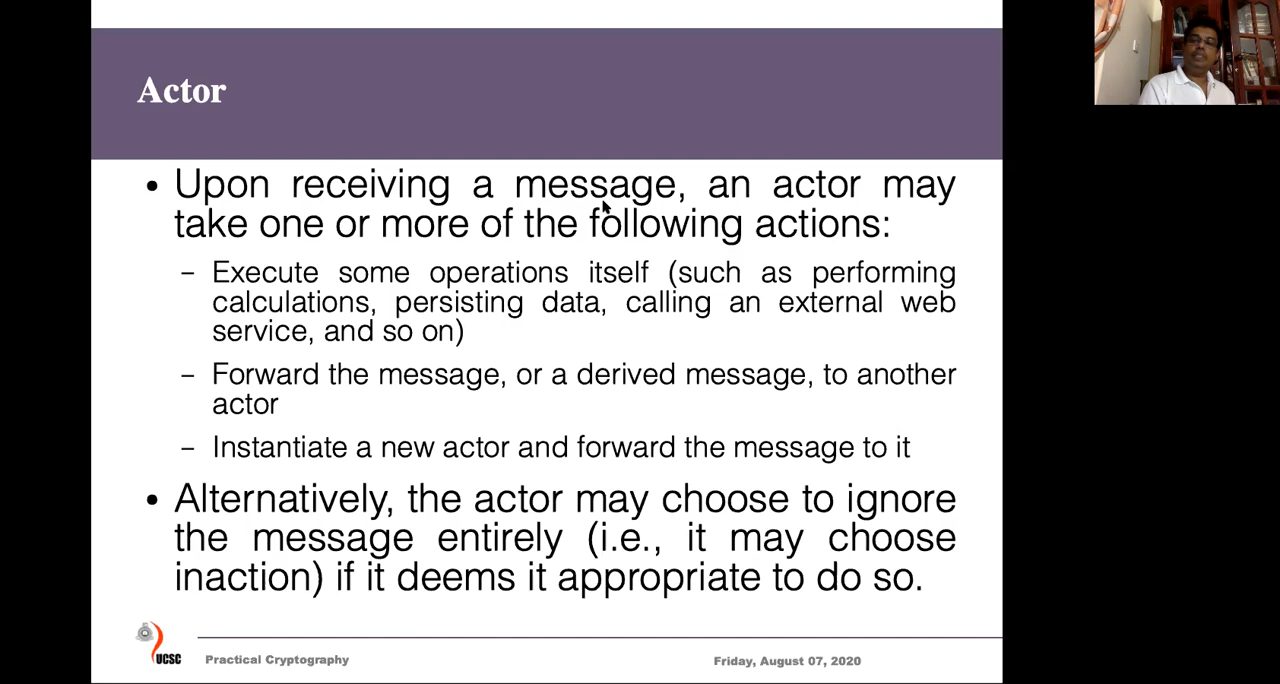 Actor
• Upon receiving a message, an actor may
take one or more of the following actions:
– Execute some operations itself (such as performing
calculations, persisting data, calling an external web
service, and so on)
– Forward the message, or a derived message, to another
actor
– Instantiate a new actor and forward the message to it
• Alternatively, the actor may choose to ignore
the message entirely (i.e., it may choose
inaction) if it deems it appropriate to do so.
UCSC
Practical Cryptography
Friday, August 07, 2020